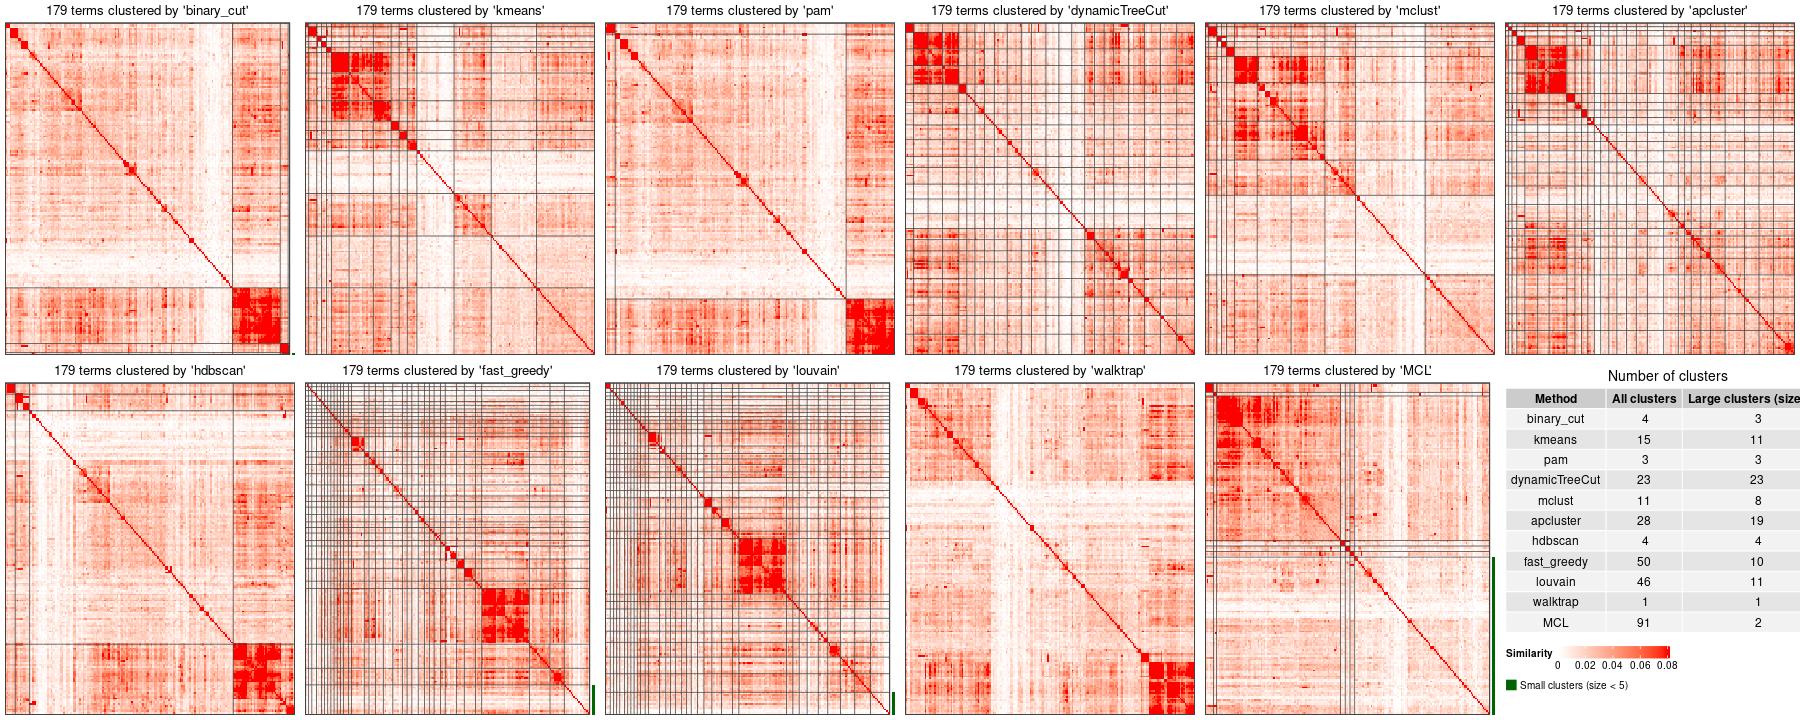 179 terms clustered by 'binary_cut'
179 terms clustered by 'kmeans'
179 terms clustered by 'pam'
179 terms clustered by 'dynamicTreeCut'
179 terms clustered by 'mclust'
179 terms clustered by 'apcluster'
179 terms clustered by 'hdbscan'
179 terms clustered by 'fast_greedy'
179 terms clustered by 'louvain'
179 terms clustered by 'walktrap'
179 terms clustered by 'MCL'
Number of clusters
Method All clusters Large clusters (size
binary_cut 4 3
kmeans 15 11
pam 3 3
dynamicTreeCut 23 23
mclust 11 8
apcluster 28 19
hdbscan 4 4
fast_greedy 50 10
louvain 46 11
walktrap 1 1
MCL 91 2
Similarity
0 0.02 0.04 0.06 0.08
Small clusters (size < 5)